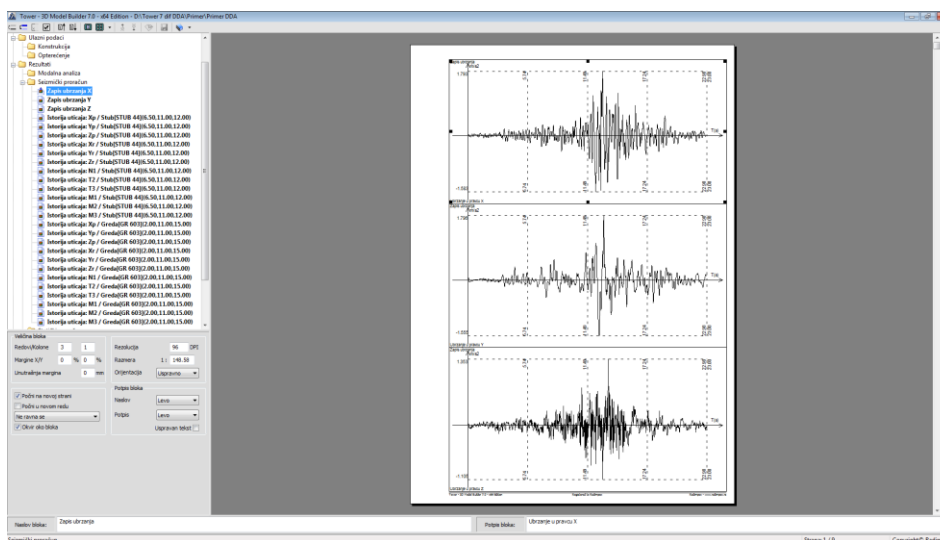 Tower - 3D Model Builder 7.0 - x64 Edition - D:\Tower 7 dif DDA\Primer\Primer DDA
Ulazni podaci
Konstrukcija
Opterećenje
Rezultati
Modalna analiza
Seizmički proračun
Zapis ubrzanja X
Zapis ubrzanja Y
Zapis ubrzanja Z
Istorija uticaja: Xp / Stub[STUB 44](6.50,11.00,12.00)
Istorija uticaja: Yp / Stub[STUB 44](6.50,11.00,12.00)
Istorija uticaja: Zp / Stub[STUB 44](6.50,11.00,12.00)
Istorija uticaja: Xr / Stub[STUB 44](6.50,11.00,12.00)
Istorija uticaja: Yr / Stub[STUB 44](6.50,11.00,12.00)
Istorija uticaja: Zr / Stub[STUB 44](6.50,11.00,12.00)
Istorija uticaja: N1 / Stub[STUB 44](6.50,11.00,12.00)
Istorija uticaja: T2 / Stub[STUB 44](6.50,11.00,12.00)
Istorija uticaja: T3 / Stub[STUB 44](6.50,11.00,12.00)
Istorija uticaja: M1 / Stub[STUB 44](6.50,11.00,12.00)
Istorija uticaja: M2 / Stub[STUB 44](6.50,11.00,12.00)
Istorija uticaja: M3 / Stub[STUB 44](6.50,11.00,12.00)
Istorija uticaja: Xp / Greda[GR 603](2.00,11.00,15.00)
Istorija uticaja: Yp / Greda[GR 603](2.00,11.00,15.00)
Istorija uticaja: Zp / Greda[GR 603](2.00,11.00,15.00)
Istorija uticaja: Xr / Greda[GR 603](2.00,11.00,15.00)
Istorija uticaja: Yr / Greda[GR 603](2.00,11.00,15.00)
Istorija uticaja: Zr / Greda[GR 603](2.00,11.00,15.00)
Istorija uticaja: N1 / Greda[GR 603](2.00,11.00,15.00)
Istorija uticaja: T2 / Greda[GR 603](2.00,11.00,15.00)
Istorija uticaja: T3 / Greda[GR 603](2.00,11.00,15.00)
Istorija uticaja: M1 / Greda[GR 603](2.00,11.00,15.00)
Istorija uticaja: M2 / Greda[GR 603](2.00,11.00,15.00)
Istorija uticaja: M3 / Greda[GR 603](2.00,11.00,15.00)
Veličina bloka
Redovi/Kolone 3 1
Margine X/Y 0 % 0 %
Unutrašnja margina 0 mm
Rezolucija 96 DPI
Razmera 1: 148.58
Orijentacija Uspravno
Počni na novoj strani
Počni u novom redu
Ne ravna se
Okvir oko bloka
Potpis bloka
Naslov Levo
Potpis Levo
Uspravan tekst
Zapis ubrzanja
Ubrzanje u pravcu X
Zapis ubrzanja
Ubrzanje u pravcu Y
Zapis ubrzanja
Ubrzanje u pravcu Z
Naslov bloka: Zapis ubrzanja
Potpis bloka: Ubrzanje u pravcu X
Seizmički proračun
Strana 1 / 9